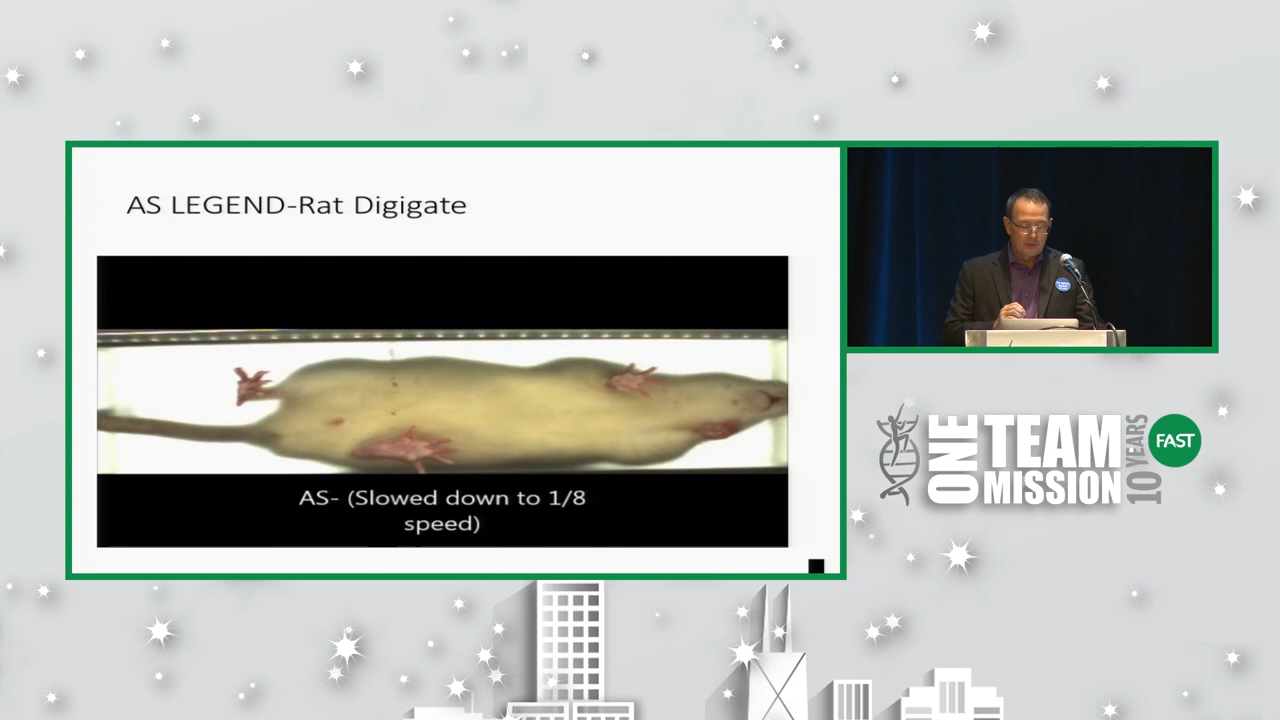 AS LEGEND-Rat Digigate
AS- (Slowed down to 1/8
speed)
ONE
TEAM
MISSION
10 YEARS
FAST